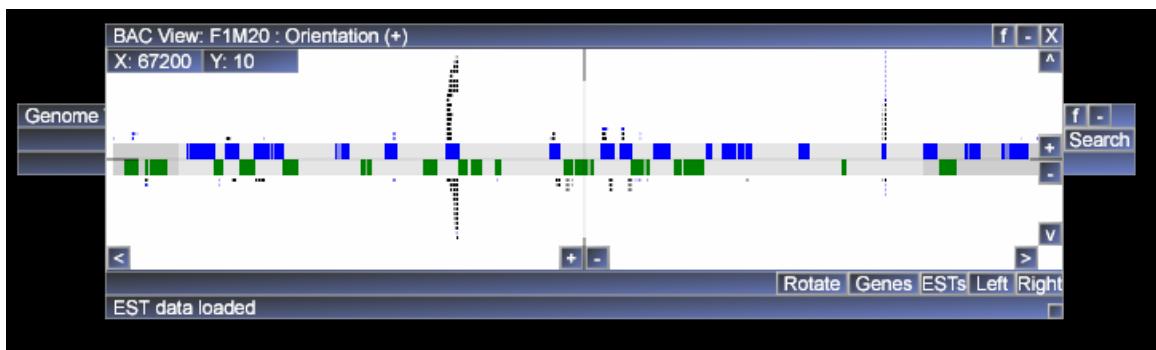 BAC View: F1M20 : Orientation (+) f - X
X: 67200 Y: 10 ^
Genome f -
+ Search
-
v
< + - >
Rotate Genes ESTs Left Right
EST data loaded